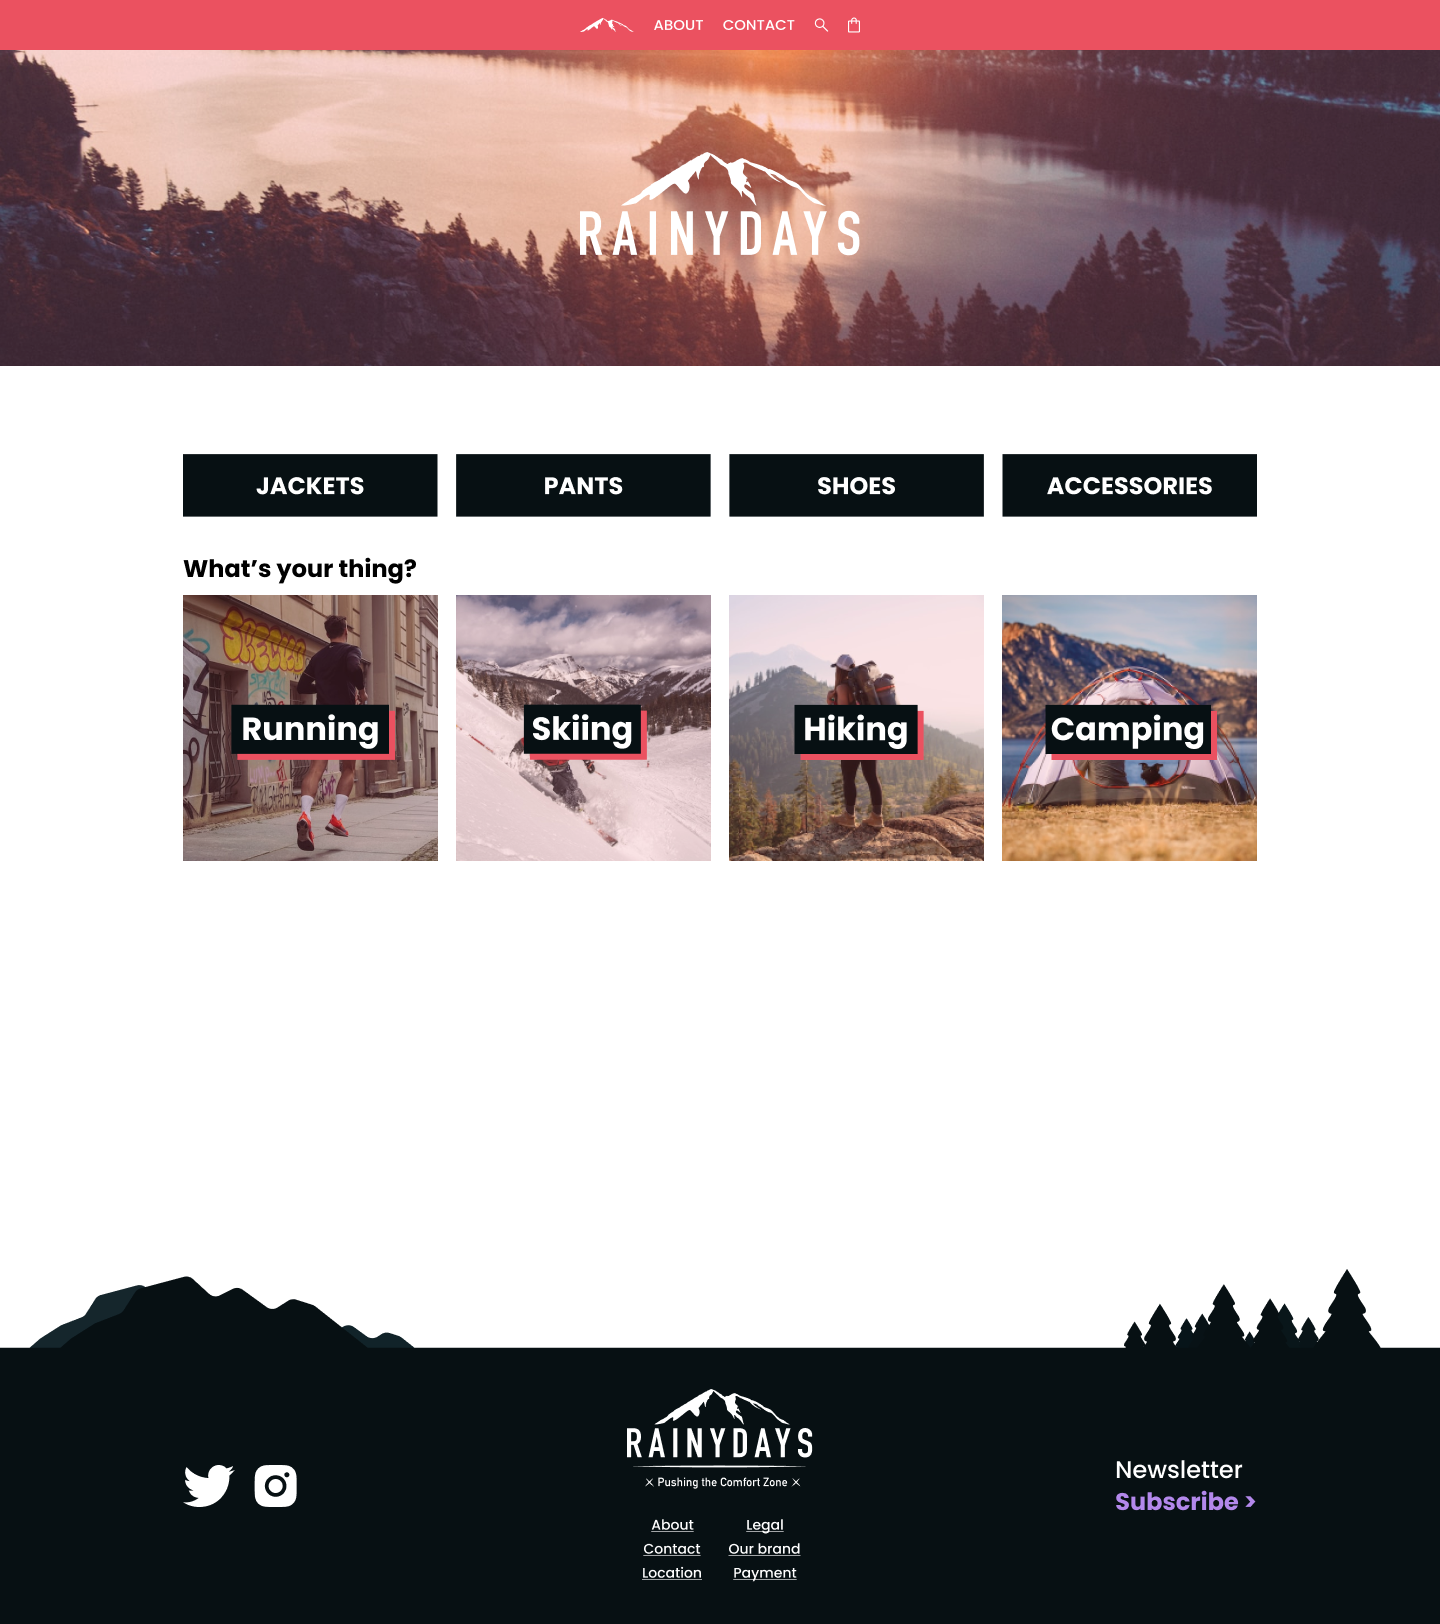 ABOUT CONTACT
RAINYDAYS
JACKETS PANTS SHOES ACCESSORIES
What’s your thing?
Running Skiing Hiking Camping
RAINYDAYS
Pushing the Comfort Zone
About Legal
Contact Our brand
Location Payment
Newsletter
Subscribe >